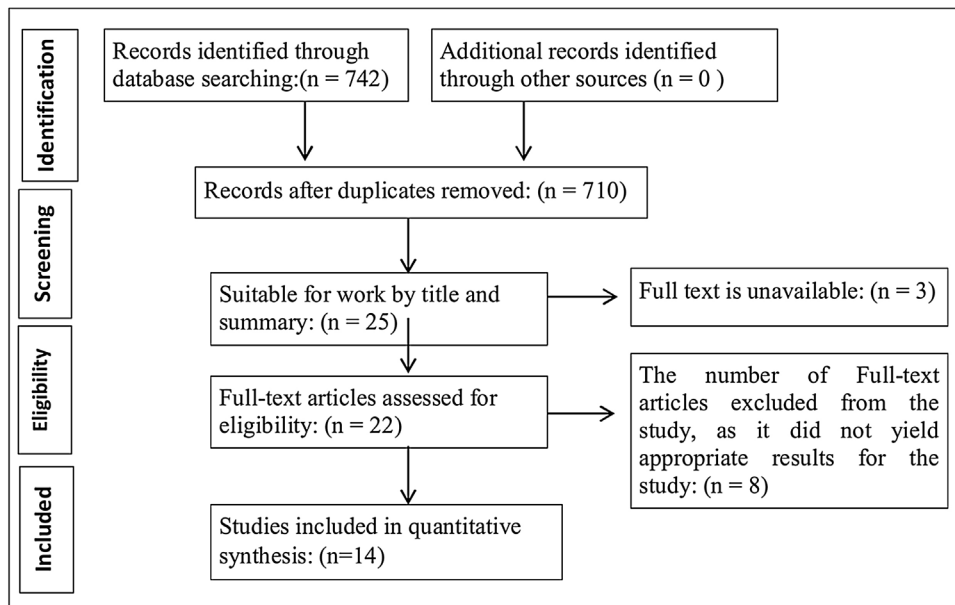 Identification
Records identified through
database searching:(n = 742)
Additional records identified
through other sources (n = 0 )
Records after duplicates removed: (n = 710)
Screening
Suitable for work by title and
summary: (n = 25)
Full text is unavailable: (n = 3)
Eligibility
Full-text articles assessed for
eligibility: (n = 22)
The number of Full-text
articles excluded from the
study, as it did not yield
appropriate results for the
study: (n = 8)
Included
Studies included in quantitative
synthesis: (n=14)